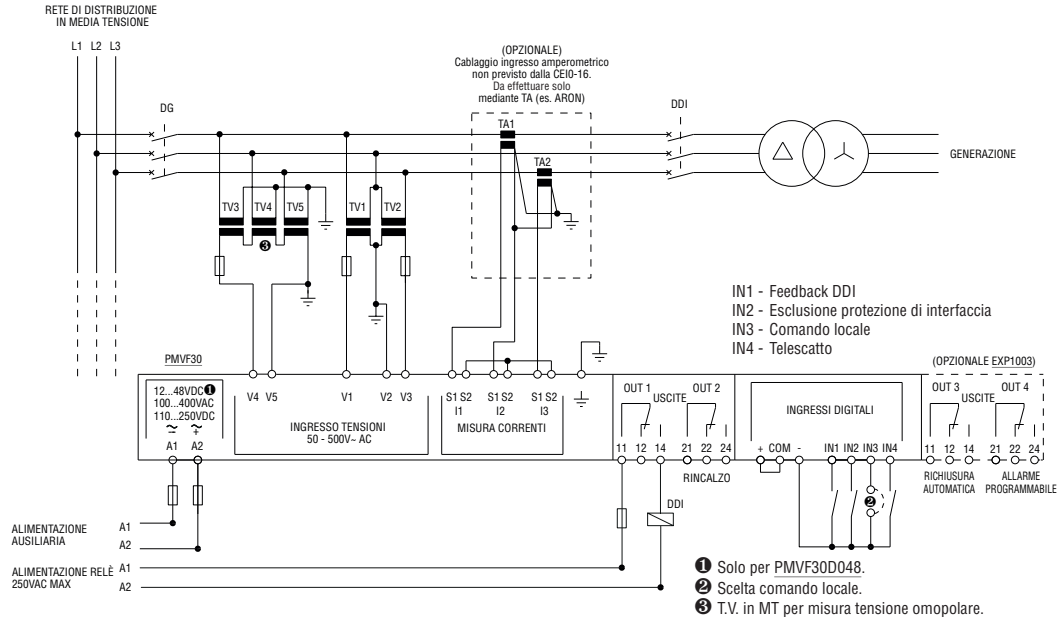 RETE DI DISTRIBUZIONE
IN MEDIA TENSIONE
L1 L2 L3
DG
(OPZIONALE)
Cablaggio ingresso amperometrico
non previsto dalla CEI0-16.
Da effettuare solo
mediante TA (es. ARON)
TA1
TA2
DDI
GENERAZIONE
TV3 TV4 TV5
TV1 TV2
❸
IN1 - Feedback DDI
IN2 - Esclusione protezione di interfaccia
IN3 - Comando locale
IN4 - Telescatto
PMVF30
(OPZIONALE EXP1003)
12...48VDC❶
100...400VAC
110...250VDC
~ ~
− +
A1 A2
V4 V5 V1 V2 V3
INGRESSO TENSIONI
50 - 500V~ AC
S1 S2 S1 S2 S1 S2
I1 I2 I3
MISURA CORRENTI
OUT 1 OUT 2
USCITE
11 12 14 21 22 24
RINCALZO
INGRESSI DIGITALI
+ COM - IN1 IN2 IN3 IN4
❷
OUT 3 OUT 4
USCITE
11 12 14 21 22 24
RICHIUSURA
AUTOMATICA
ALLARME
PROGRAMMABILE
DDI
ALIMENTAZIONE
AUSILIARIA
A1
A2
ALIMENTAZIONE RELÈ
250VAC MAX
A1
A2
❶ Solo per PMVF30D048.
❷ Scelta comando locale.
❸ T.V. in MT per misura tensione omopolare.